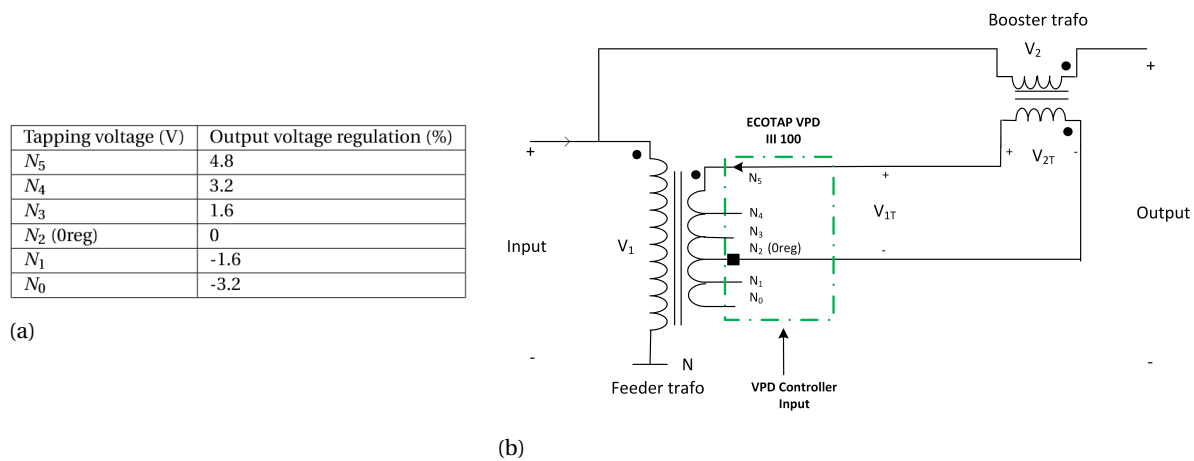 Tapping voltage (V) Output voltage regulation (%)
N5 4.8
N4 3.2
N3 1.6
N2 (0reg) 0
N1 -1.6
N0 -3.2
(a)
Booster trafo
V2
+
ECOTAP VPD
III 100
+
+ V2T -
N5
+
N4
V1T
Output
N3
Input
V1
N2 (0reg)
-
N1
N0
-
N
-
Feeder trafo
VPD Controller
Input
(b)